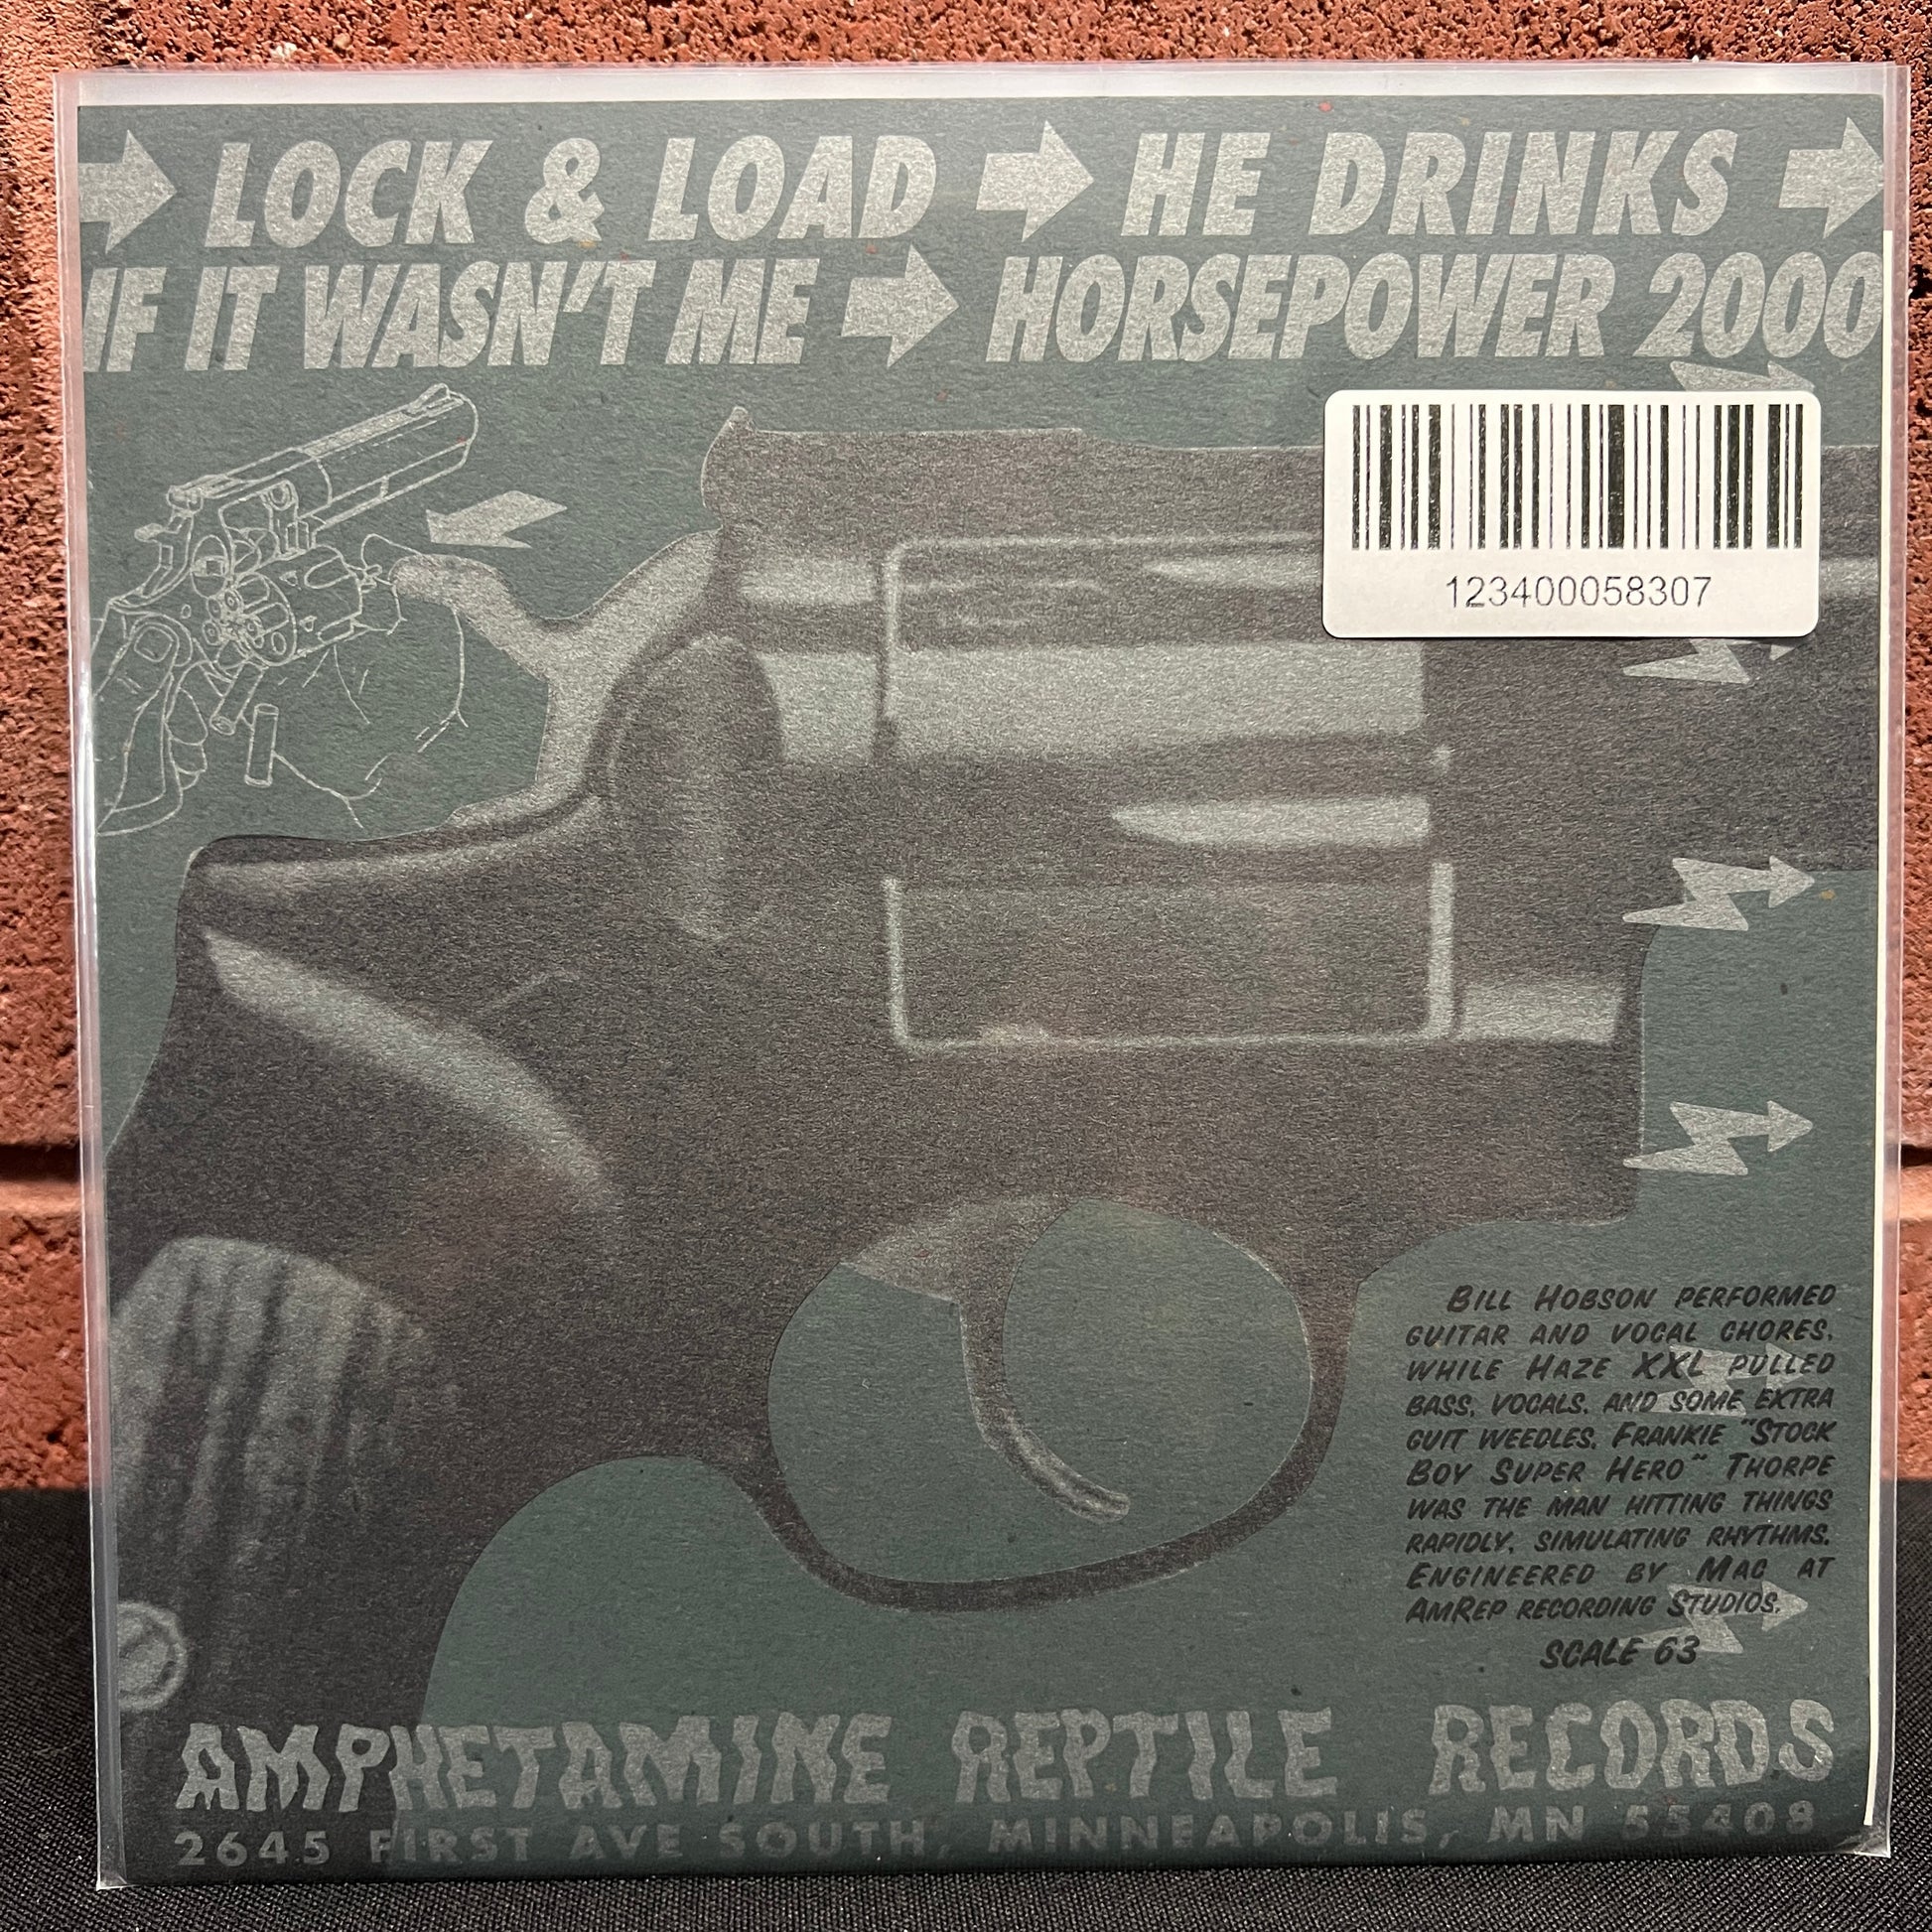 LOCK & LOAD HE DRINKS
IF IT WASN'T ME HORSEPOWER 2000
123400058307
BILL HOBSON PERFORMED
GUITAR AND VOCAL CHORES,
WHILE HAZE XXL PULLED
BASS, VOCALS, AND SOME EXTRA
GUIT WEEDLES. FRANKIE "STOCK
BOY SUPER HERO" THORPE
WAS THE MAN HITTING THINGS
RAPIDLY, SIMULATING RHYTHMS.
ENGINEERED BY MAC AT
AMREP RECORDING STUDIOS.
SCALE 63
AMPHETAMINE REPTILE RECORDS
2645 FIRST AVE SOUTH, MINNEAPOLIS, MN 55408